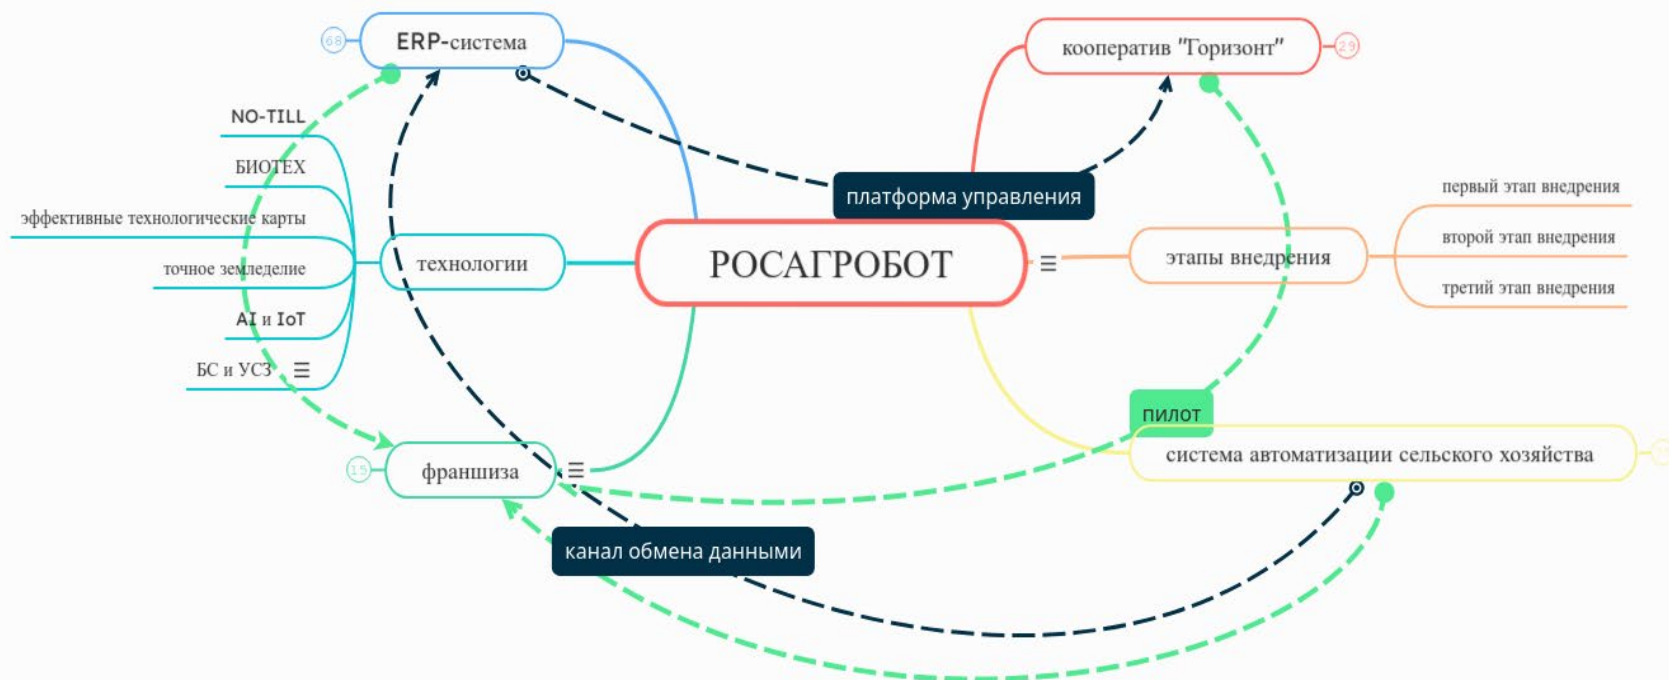 68
ERP-система
кооператив "Горизонт"
29
NO-TILL
БИОТЕХ
эффективные технологические карты
точное земледелие
AI и IoT
БС и УСЗ
технологии
платформа управления
РОСАГРОБОТ
этапы внедрения
первый этап внедрения
второй этап внедрения
третий этап внедрения
пилот
15
франшиза
система автоматизации сельского хозяйства
канал обмена данными